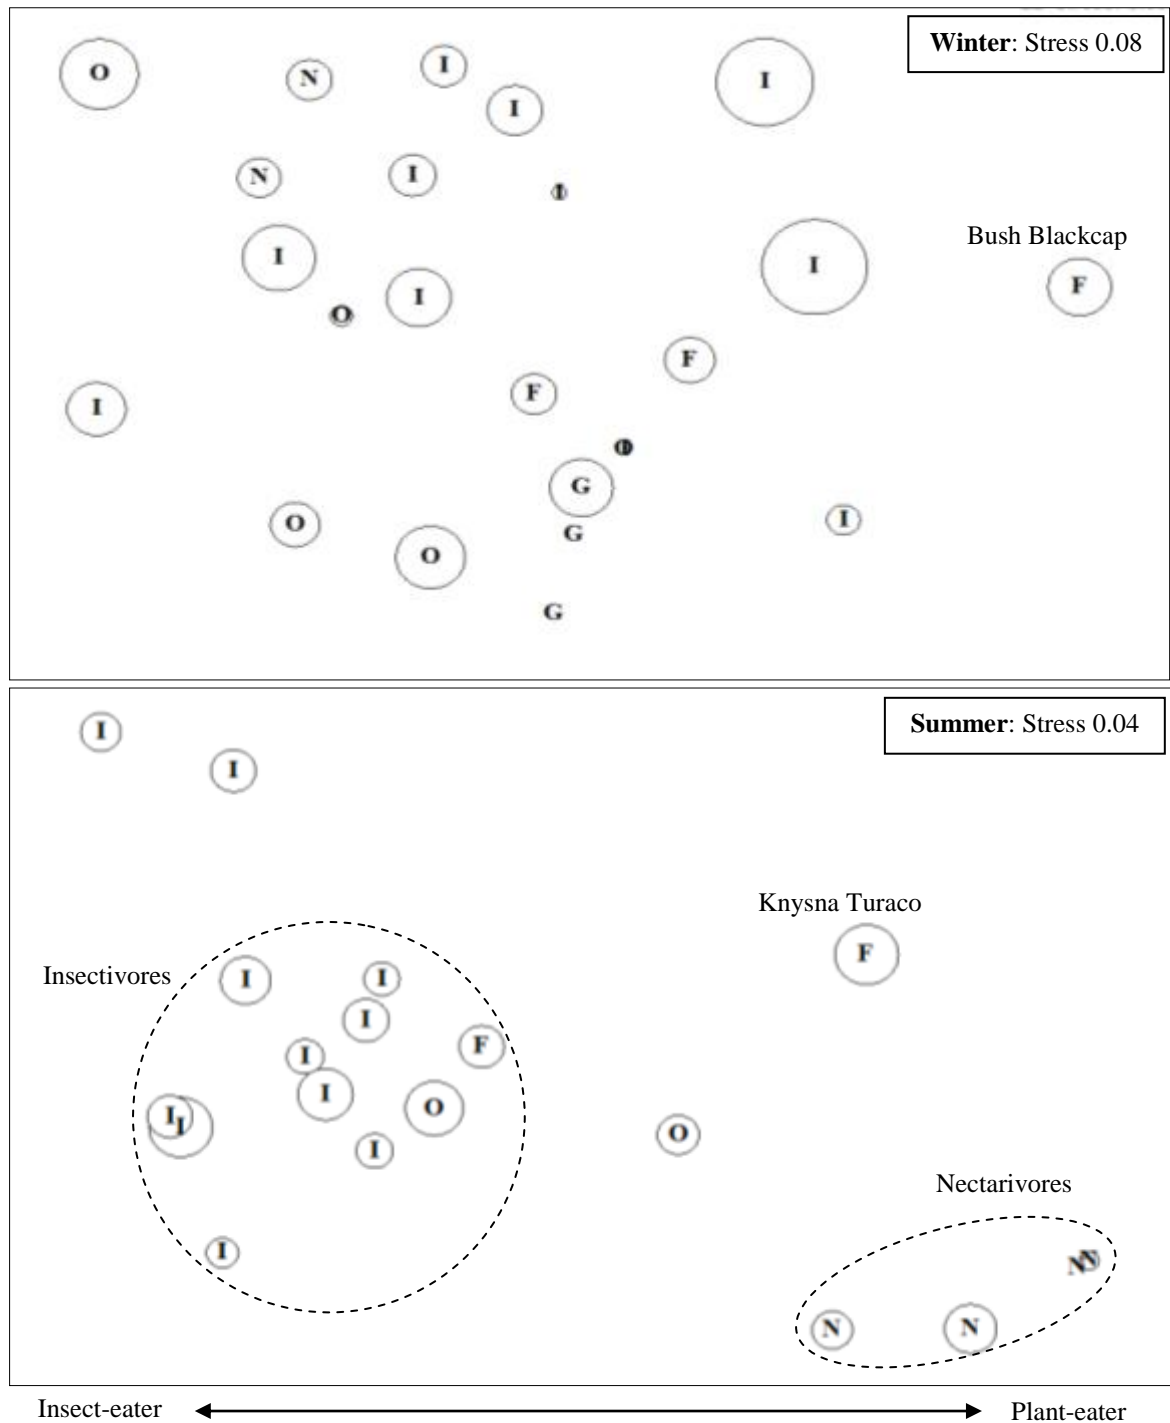 Winter: Stress 0.08
O
N
I
I
I
N
I
I
Bush Blackcap
I
I
I
F
O
F
I
F
G
O
G
I
O
G
Summer: Stress 0.04
I
I
Knysna Turaco
F
Insectivores
I
I
I
F
I
I
O
I
I
I
O
Nectarivores
I
N
N
N
N
Insect-eater
Plant-eater